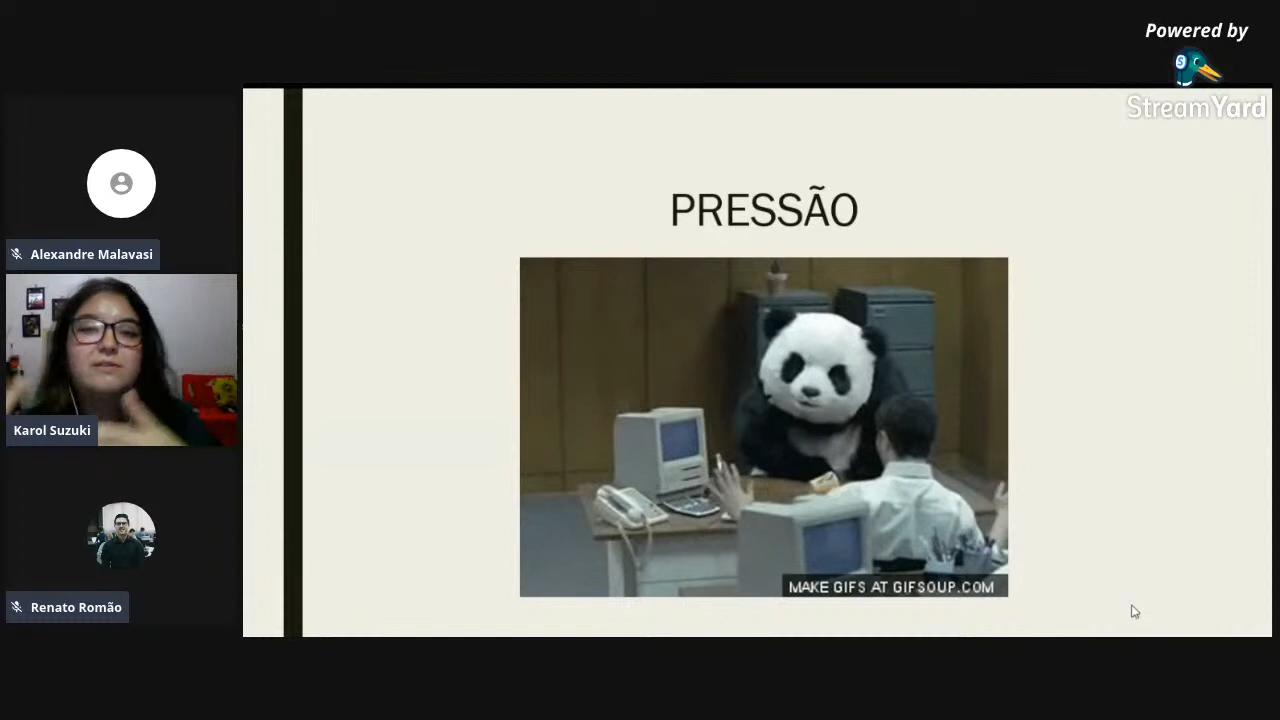 Powered by
StreamYard
PRESSÃO
Alexandre Malavasi
Karol Suzuki
MAKE GIFS AT GIFSOUP.COM
Renato Romão